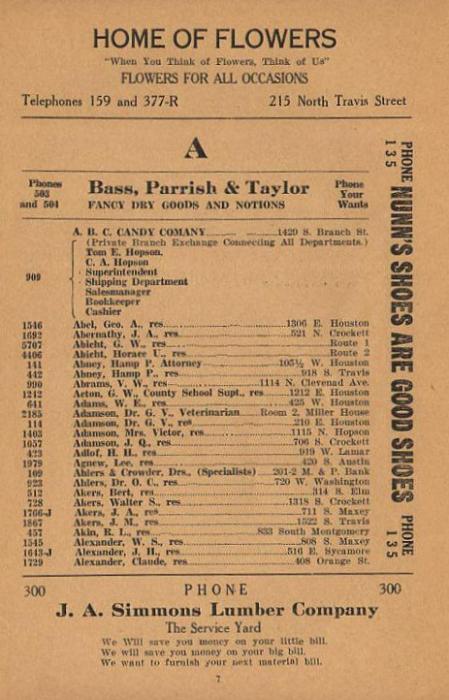 HOME OF FLOWERS
"When You Think of Flowers, Think of Us"
FLOWERS FOR ALL OCCASIONS
Telephones 159 and 377-R 215 North Travis Street
A
Phones 503 and 504
Bass, Parrish & Taylor
FANCY DRY GOODS AND NOTIONS
Phone Your Wants
A. B. C. CANDY COMANY 1429 S. Branch St.
(Private Branch Exchange Connecting All Departments.)
Tom E. Hopson.
C. A. Hopson
909 Superintendent
Shipping Department
Salesmanager
Bookkeeper
Cashier
1546 Abel, Geo. A., res 1306 E. Houston
1692 Abernathy, J. A., res 521 N. Crockett
5707 Abicht, G. W., res Route 1
4406 Abicht, Horace U., res Route 2
141 Abney, Hamp P. Attorney 105½ W. Houston
442 Abney, Hamp P., res 918 S. Travis
990 Abrams, V. W., res 1114 N. Clevenad Ave.
1242 Acton, G. W., County School Supt., res 1212 E. Houston
641 Adams, W. E., res 425 W. Houston
2185 Adamson, Dr. G. V., Veterinarian Room 2, Miller House
114 Adamson, Dr. G. V., res 210 E. Houston
1403 Adamson, Mrs. Victor, res 1115 N. Hopson
1057 Adamson, J. Q., res 706 S. Crockett
423 Adlof, H. H., res 919 W. Lamar
1979 Agnew, Lee, res 420 S. Austin
109 Ahlers & Crowder, Drs., (Specialists) 201-2 M. & P. Bank
923 Ahlers, Dr. O. C., res 720 W. Washington
512 Akers, Bert, res 314 S. Elm
728 Akers, Walter S., res 1318 S. Crockett
1766-J Akers, J. A., res 711 S. Maxey
1867 Akers, J. M., res 1522 S. Travis
457 Akin, R. L., res 833 South Montgomery
1545 Alexander, W. S., res 808 S. Maxey
1643-J Alexander, J. H., res 516 E. Sycamore
1729 Alexander, Claude, res 408 Orange St.
PHONE 135 NUNN'S SHOES ARE GOOD SHOES PHONE 135
300 PHONE 300
J. A. Simmons Lumber Company
The Service Yard
We Will save you money on your little bill.
We will save you money on your big bill.
We want to furnish your next material bill.
7